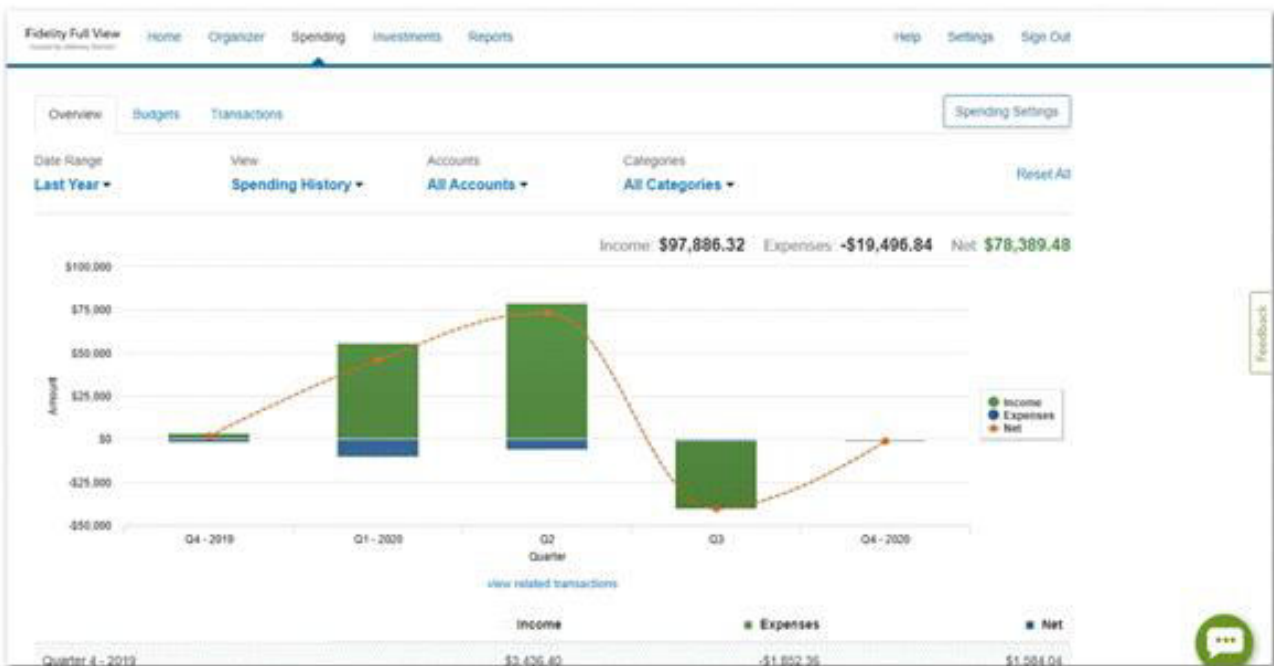 Fidelity Full View Home Organizer Spending Investments Reports Help Settings Sign Out
Overview Budgets Transactions Spending Settings
Date Range View Accounts Categories
Last Year Spending History All Accounts All Categories Reset All
Income $97,886.32 Expenses -$19,496.84 Net $78,389.48
$100,000
$75,000
$50,000
$25,000
$0
-$25,000
-$50,000
Amount
Income
Expenses
Net
Q4 - 2019 Q1 - 2020 Q2 Q3 Q4 - 2020
Quarter
view related transactions
Income Expenses Net
Quarter 4 - 2019 $3,436.40 -$1,852.36 $1,584.04
Feedback